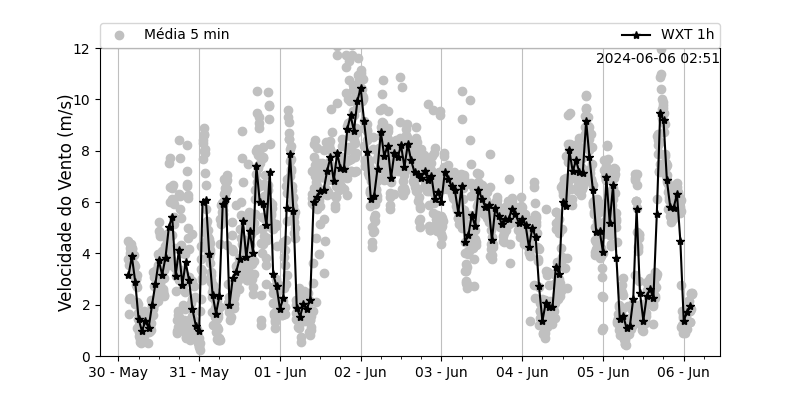 Média 5 min
WXT 1h
2024-06-06 02:51
Velocidade do Vento (m/s)
12
10
8
6
4
2
0
30 - May
31 - May
01 - Jun
02 - Jun
03 - Jun
04 - Jun
05 - Jun
06 - Jun